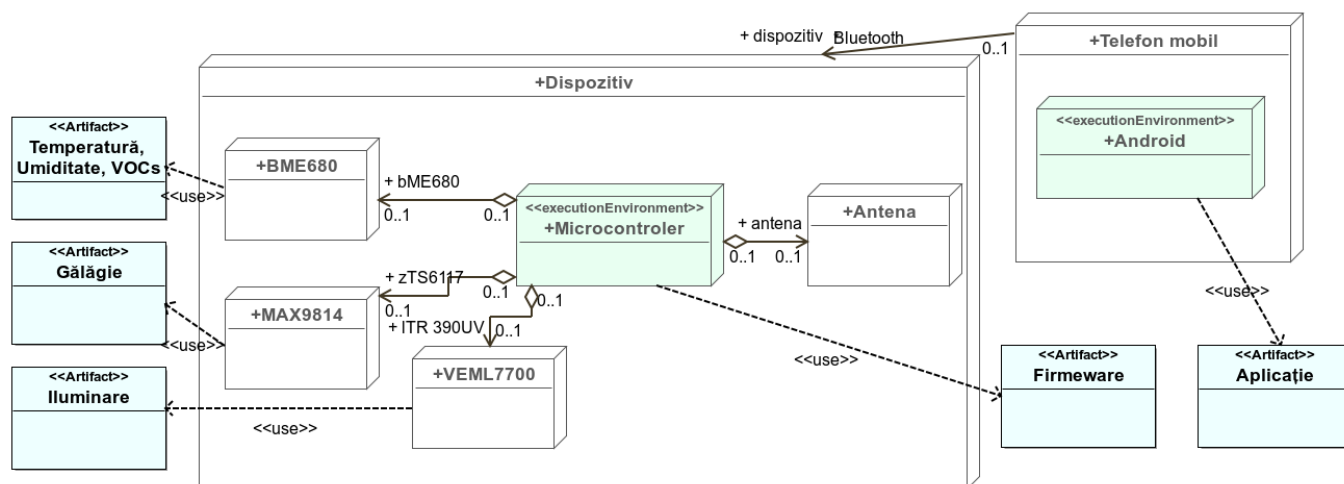 + dispozitiv
Bluetooth
0..1
+Telefon mobil
<<executionEnvironment>>
+Android
+Dispozitiv
<<Artifact>>
Temperatură,
Umiditate, VOCs
<<use>>
+BME680
+ bME680
0..1
0..1
<<executionEnvironment>>
+Microcontroler
+ antena
0..1
0..1
+Antena
<<Artifact>>
Gălăgie
<<use>>
+MAX9814
+ zTS6117
0..1
0..1
+ lTR 390UV
0..1
0..1
+VEML7700
<<Artifact>>
Iluminare
<<use>>
<<use>>
<<use>>
<<Artifact>>
Firmeware
<<Artifact>>
Aplicație